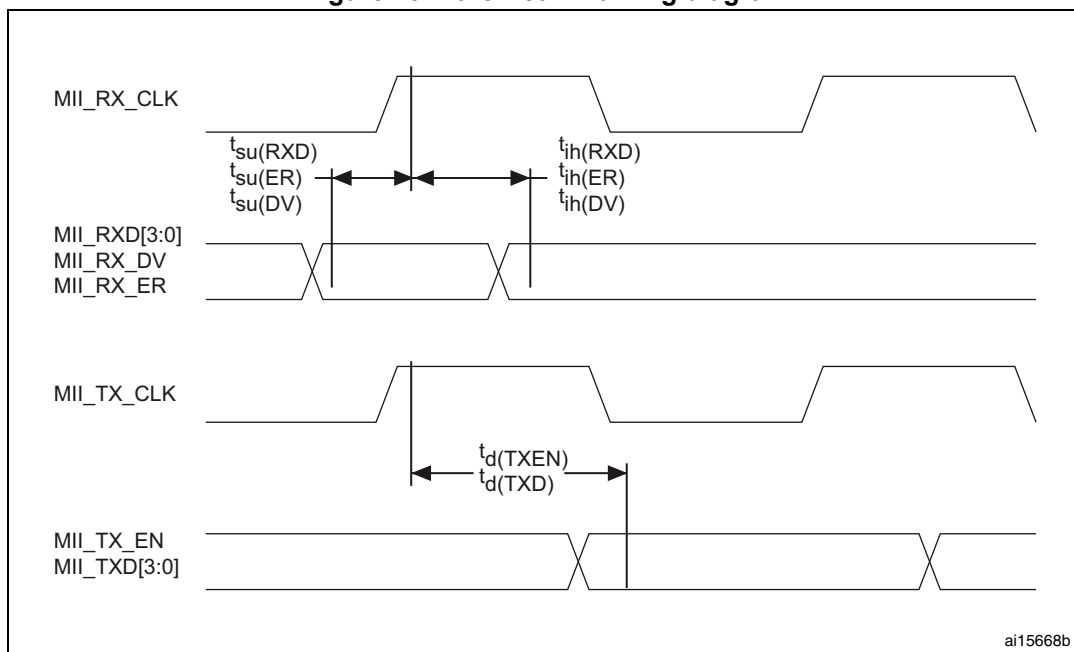 MII_RX_CLK
tsu(RXD)
tsu(ER)
tsu(DV)
tih(RXD)
tih(ER)
tih(DV)
MII_RXD[3:0]
MII_RX_DV
MII_RX_ER
MII_TX_CLK
td(TXEN)
td(TXD)
MII_TX_EN
MII_TXD[3:0]
ai15668b